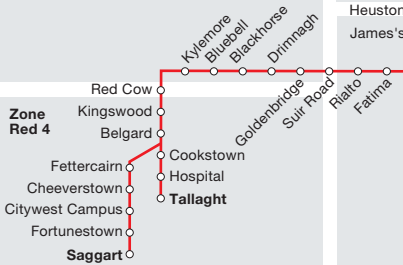 Heuston
James's
Kylemore
Bluebell
Blackhorse
Drimnagh
Goldenbridge
Suir Road
Rialto
Fatima
Red Cow
Kingswood
Belgard
Zone
Red 4
Cookstown
Hospital
Tallaght
Fettercairn
Cheeverstown
Citywest Campus
Fortunestown
Saggart